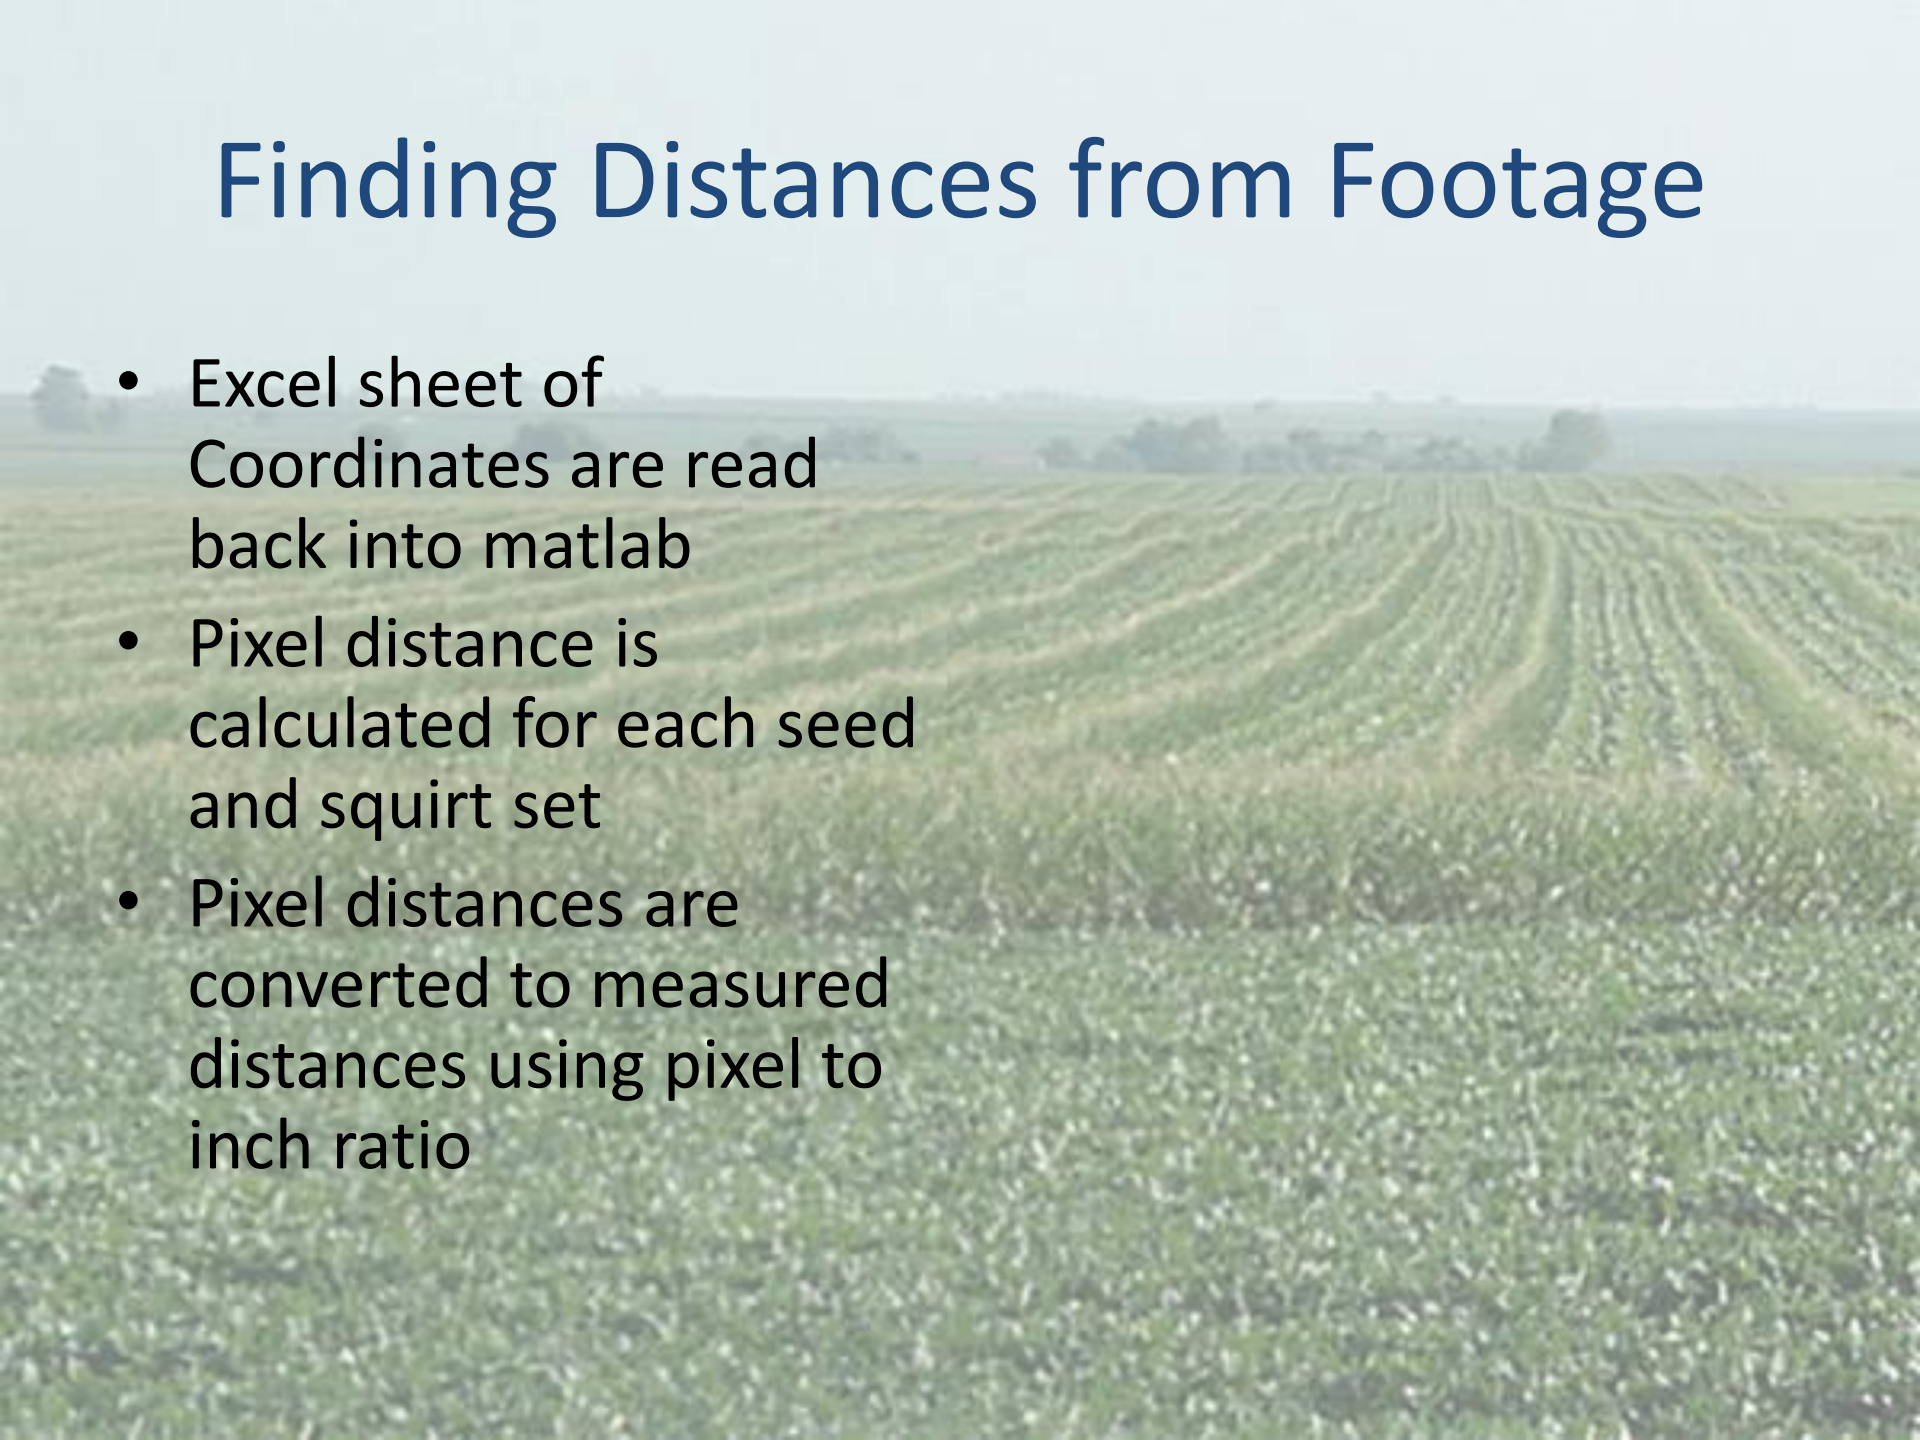 Finding Distances from Footage
• Excel sheet of
Coordinates are read
back into matlab
• Pixel distance is
calculated for each seed
and squirt set
• Pixel distances are
converted to measured
distances using pixel to
inch ratio